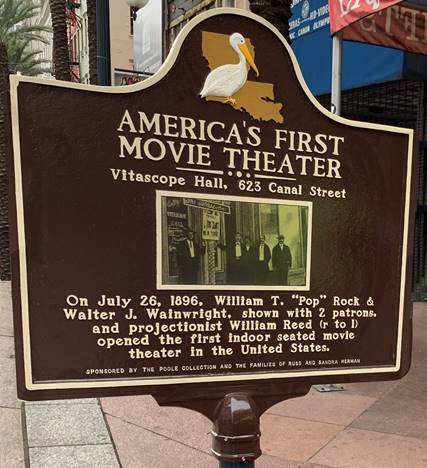 AMERICA'S FIRST
MOVIE THEATER
Vitascope Hall, 623 Canal Street
On July 26, 1896, William T. "Pop" Rock &
Walter J. Wainwright, shown with 2 patrons,
and projectionist William Reed (r to l)
opened the first indoor seated movie
theater in the United States.
SPONSORED BY THE POOLE COLLECTION AND THE FAMILIES OF RUSS AND SANDRA HERMAN